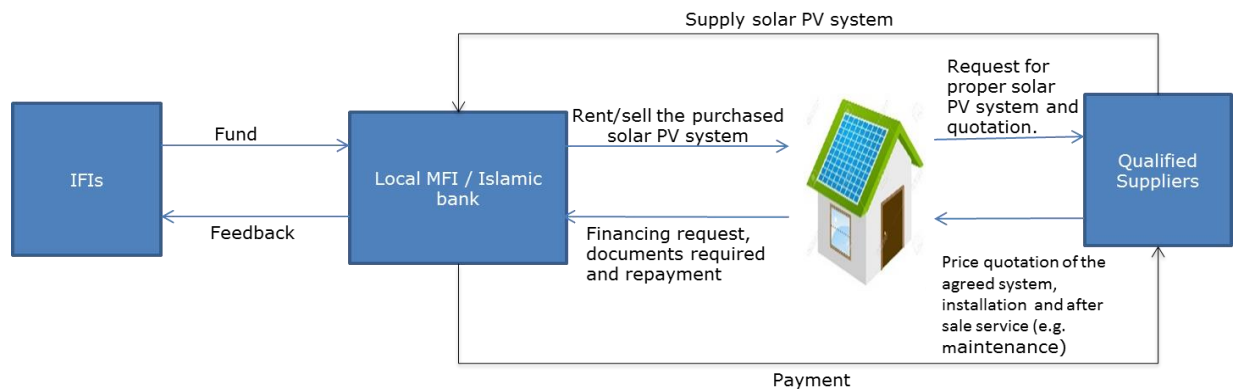 Supply solar PV system
Request for
proper solar
PV system and
quotation.
Fund
Rent/sell the purchased
solar PV system
IFIs
Local MFI / Islamic
bank
Qualified
Suppliers
Feedback
Financing request,
documents required
and repayment
Price quotation of the
agreed system,
installation and after
sale service (e.g.
maintenance)
Payment